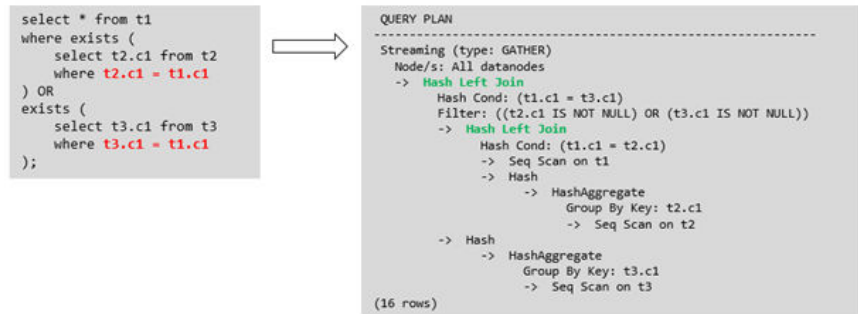 select * from t1
where exists (
    select t2.c1 from t2
    where t2.c1 = t1.c1
) OR
exists (
    select t3.c1 from t3
    where t3.c1 = t1.c1
);
QUERY PLAN
--------------------------------------------------------------
Streaming (type: GATHER)
  Node/s: All datanodes
  -> Hash Left Join
        Hash Cond: (t1.c1 = t3.c1)
        Filter: ((t2.c1 IS NOT NULL) OR (t3.c1 IS NOT NULL))
        -> Hash Left Join
              Hash Cond: (t1.c1 = t2.c1)
              -> Seq Scan on t1
              -> Hash
                    -> HashAggregate
                          Group By Key: t2.c1
                          -> Seq Scan on t2
        -> Hash
              -> HashAggregate
                    Group By Key: t3.c1
                    -> Seq Scan on t3
(16 rows)